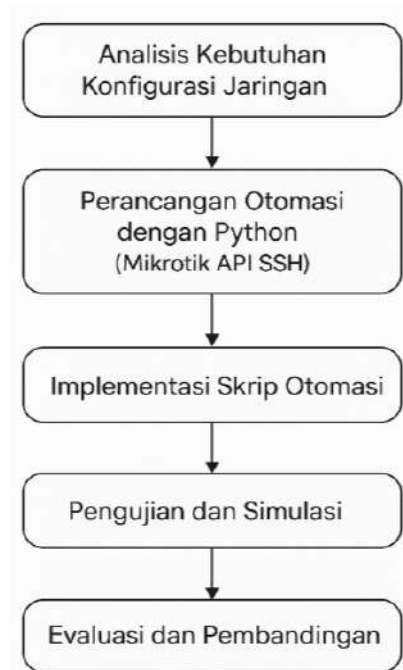 Analisis Kebutuhan
Konfigurasi Jaringan
Perancangan Otomasi
dengan Python
(Mikrotik API SSH)
Implementasi Skrip Otomasi
Pengujian dan Simulasi
Evaluasi dan Pembandingan